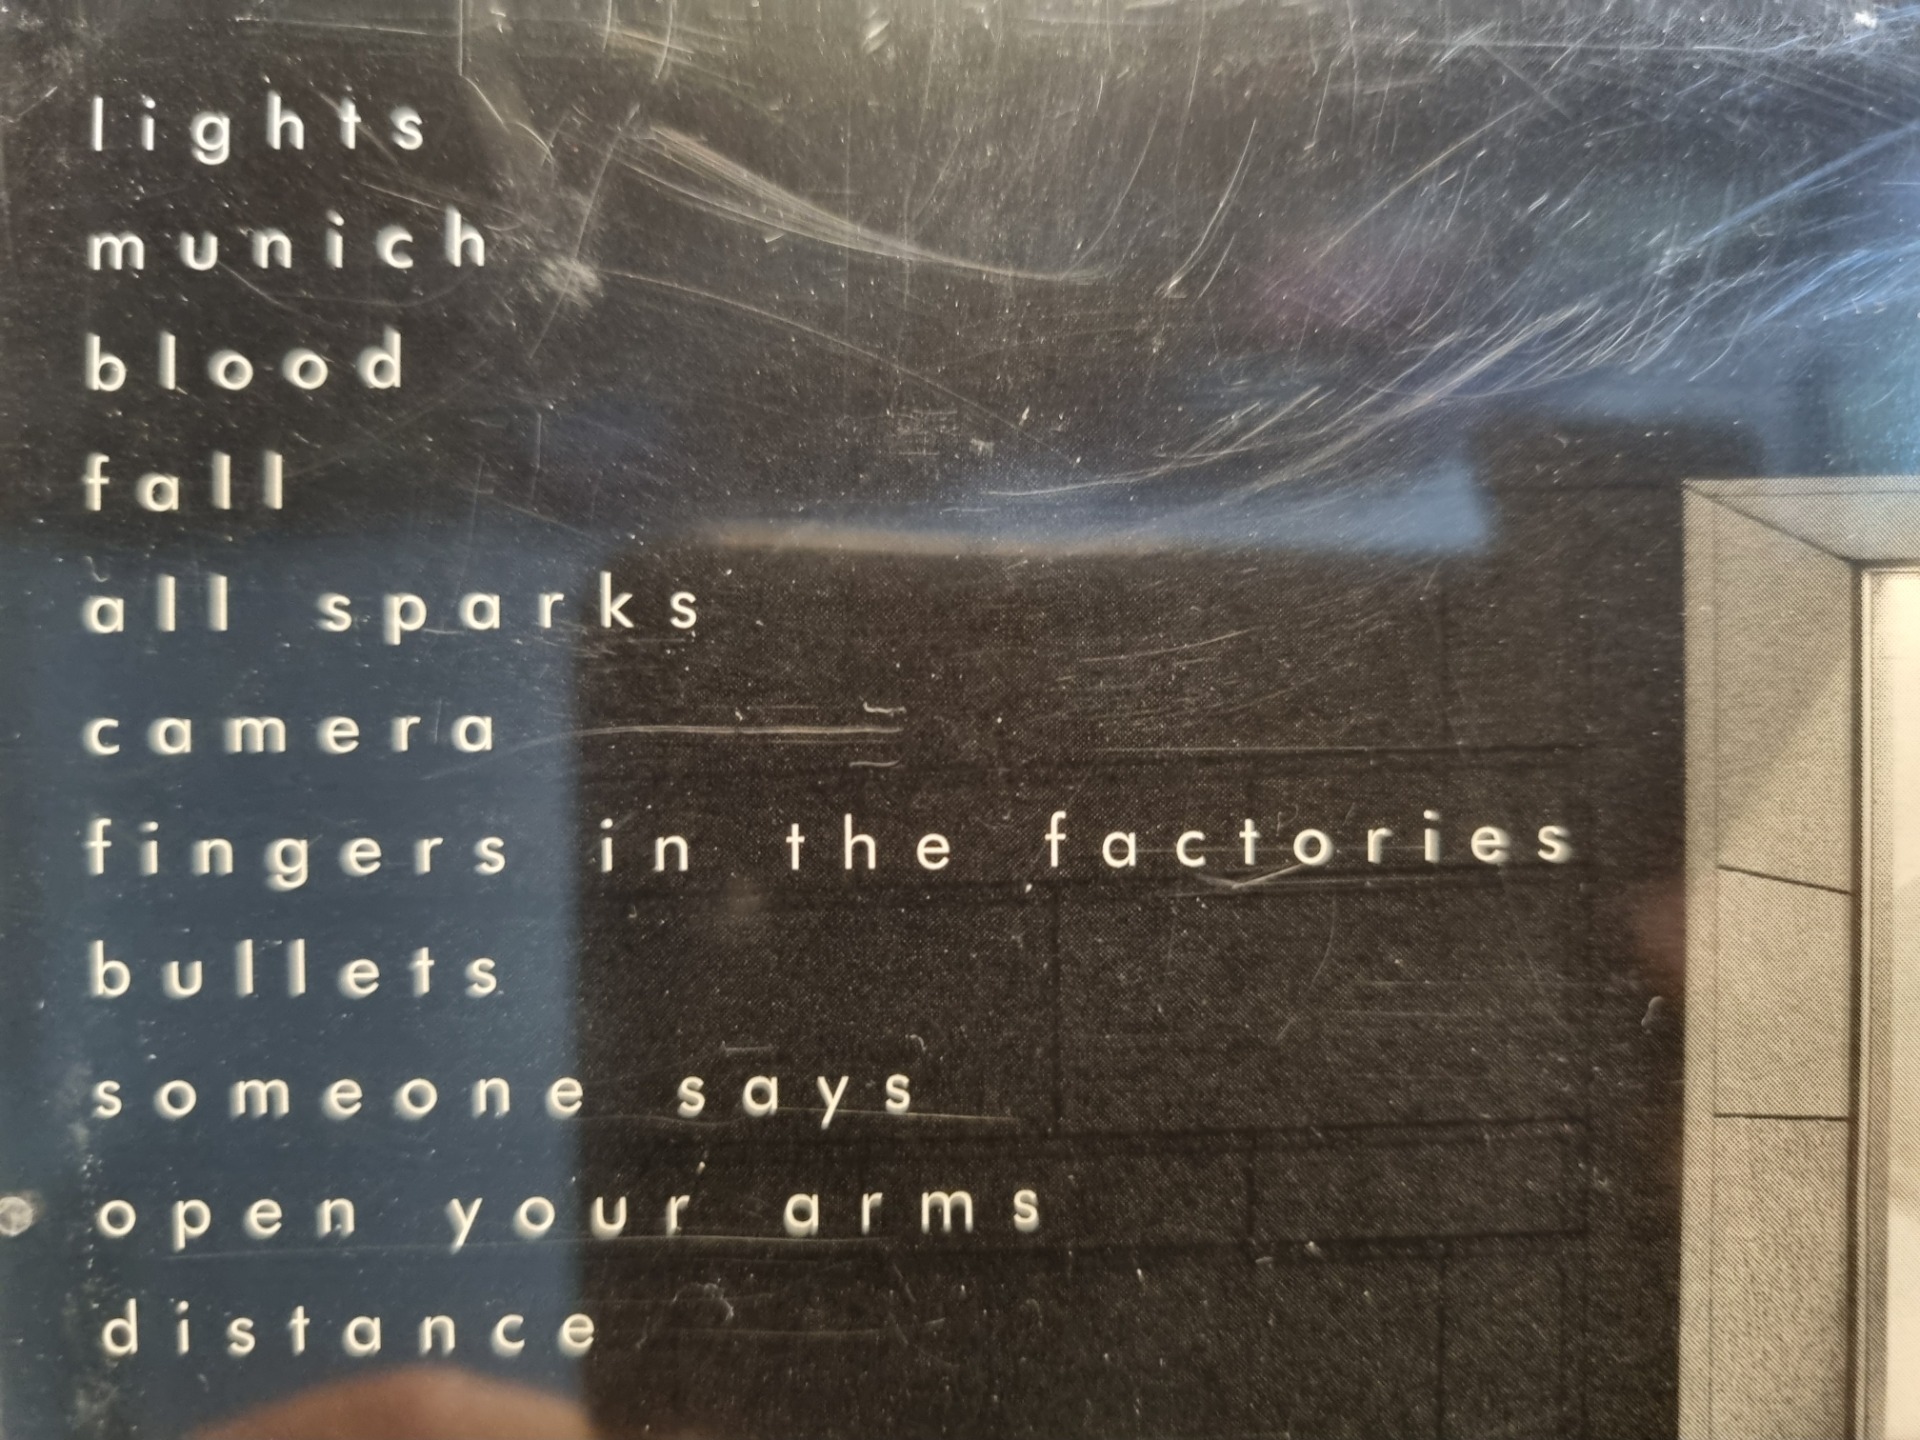 lights
munich
blood
fall
all sparks
camera
fingers in the factories
bullets
someone says
open your arms
distance